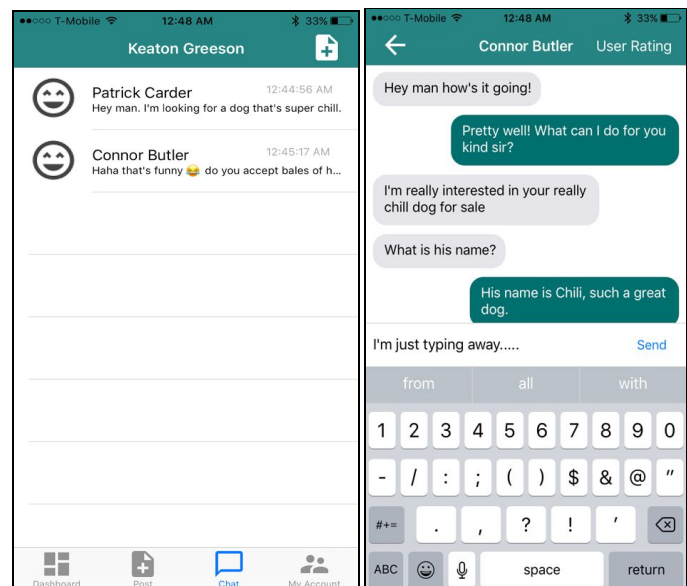 T-Mobile 12:48 AM 33%
Keaton Greeson
Patrick Carder 12:44:56 AM
Hey man. I'm looking for a dog that's super chill.
Connor Butler 12:45:17 AM
Haha that's funny 😂 do you accept bales of h...
Dashboard Post Chat My Account
T-Mobile 12:48 AM 33%
Connor Butler User Rating
Hey man how's it going!
Pretty well! What can I do for you
kind sir?
I'm really interested in your really
chill dog for sale
What is his name?
His name is Chili, such a great
dog.
I'm just typing away..... Send
from all with
1 2 3 4 5 6 7 8 9 0
- / : ; ( ) $ & @ "
#+= . , ? ! '
ABC space return